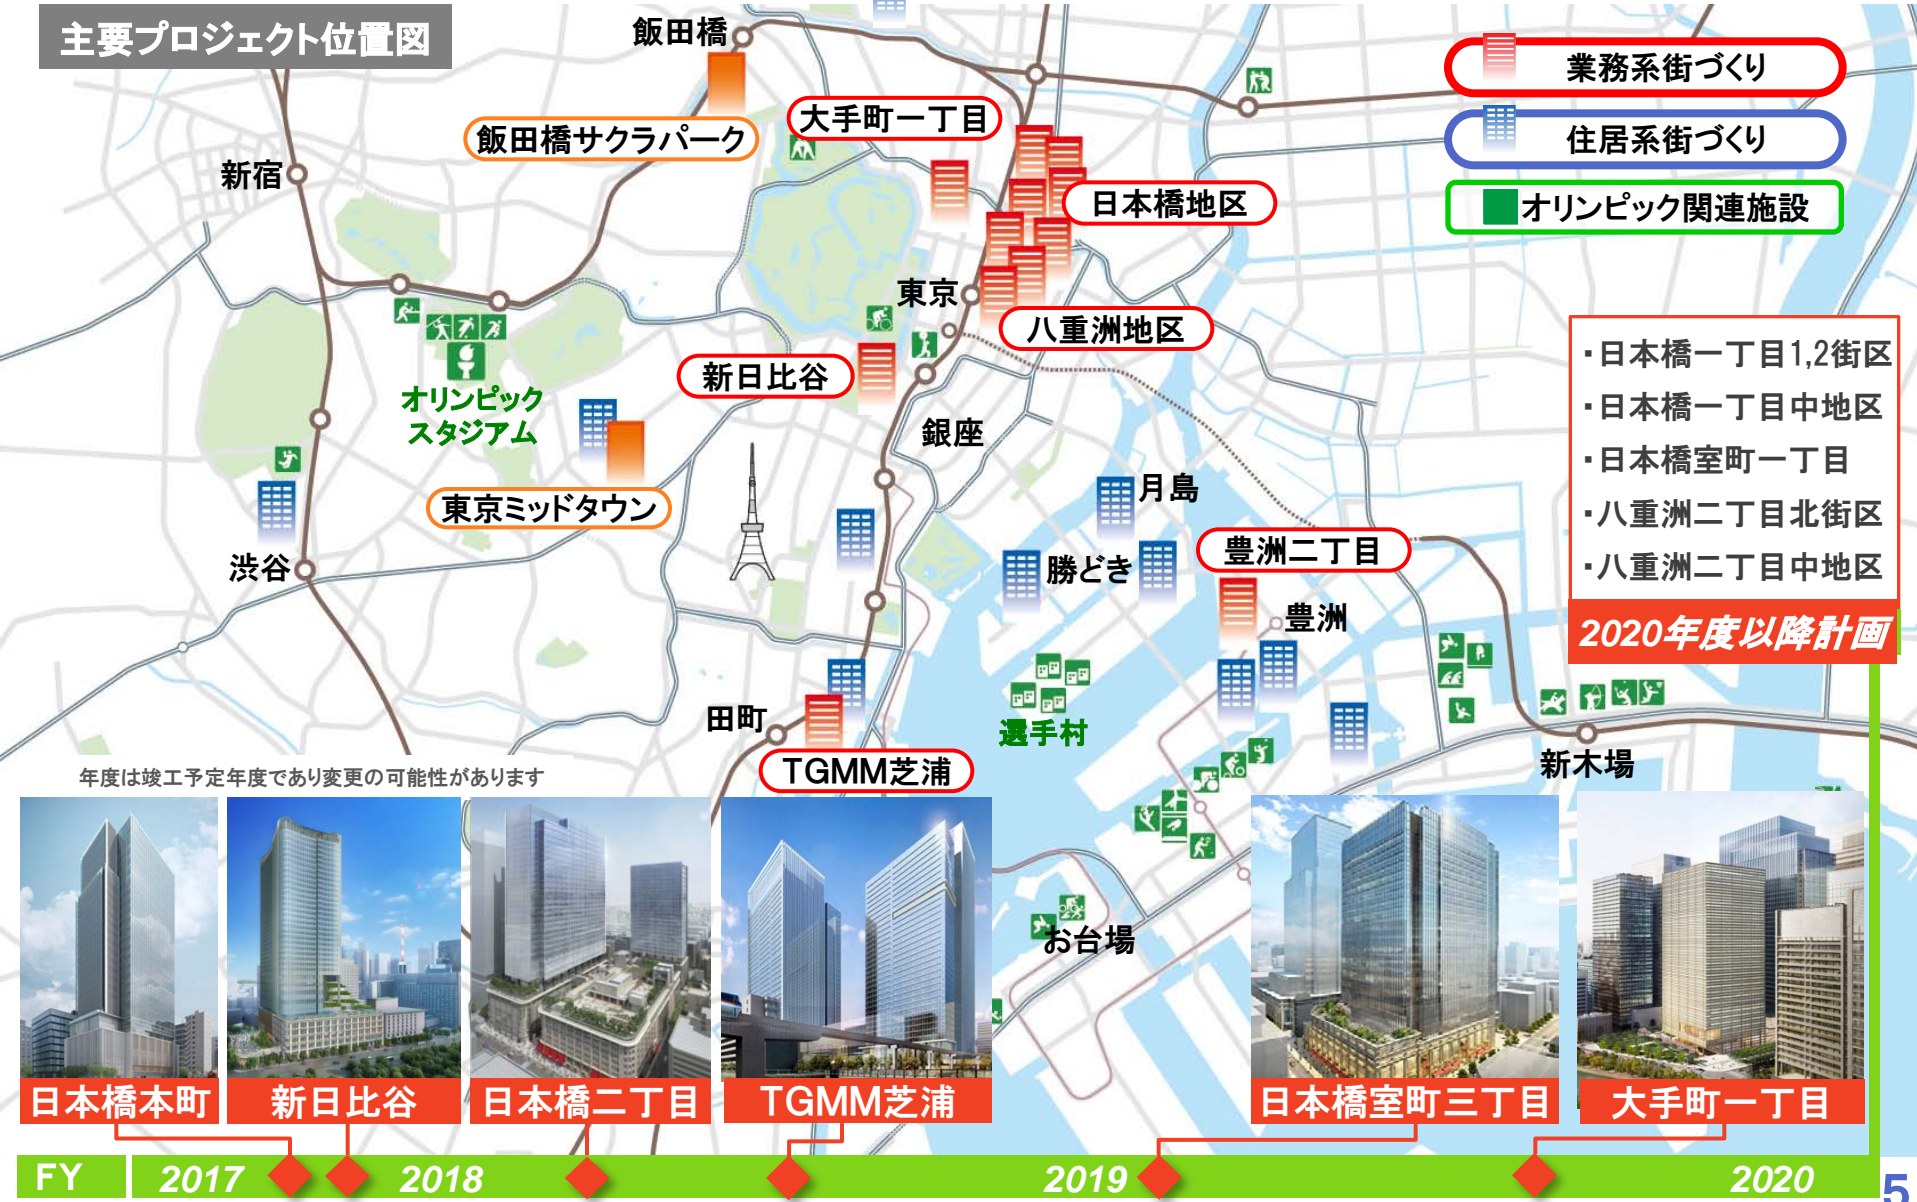 主要プロジェクト位置図
飯田橋
業務系街づくり
大手町一丁目
飯田橋サクラパーク
住居系街づくり
新宿
日本橋地区
オリンピック関連施設
東京
八重洲地区
新日比谷
オリンピック
スタジアム
銀座
東京ミッドタウン
月島
渋谷
勝どき
豊洲二丁目
豊洲
・日本橋一丁目1,2街区
・日本橋一丁目中地区
・日本橋室町一丁目
・八重洲二丁目北街区
・八重洲二丁目中地区
2020年度以降計画
田町
選手村
TGMM芝浦
新木場
お台場
年度は竣工予定年度であり変更の可能性があります
日本橋本町
新日比谷
日本橋二丁目
TGMM芝浦
日本橋室町三丁目
大手町一丁目
FY
2017
2018
2019
2020
5